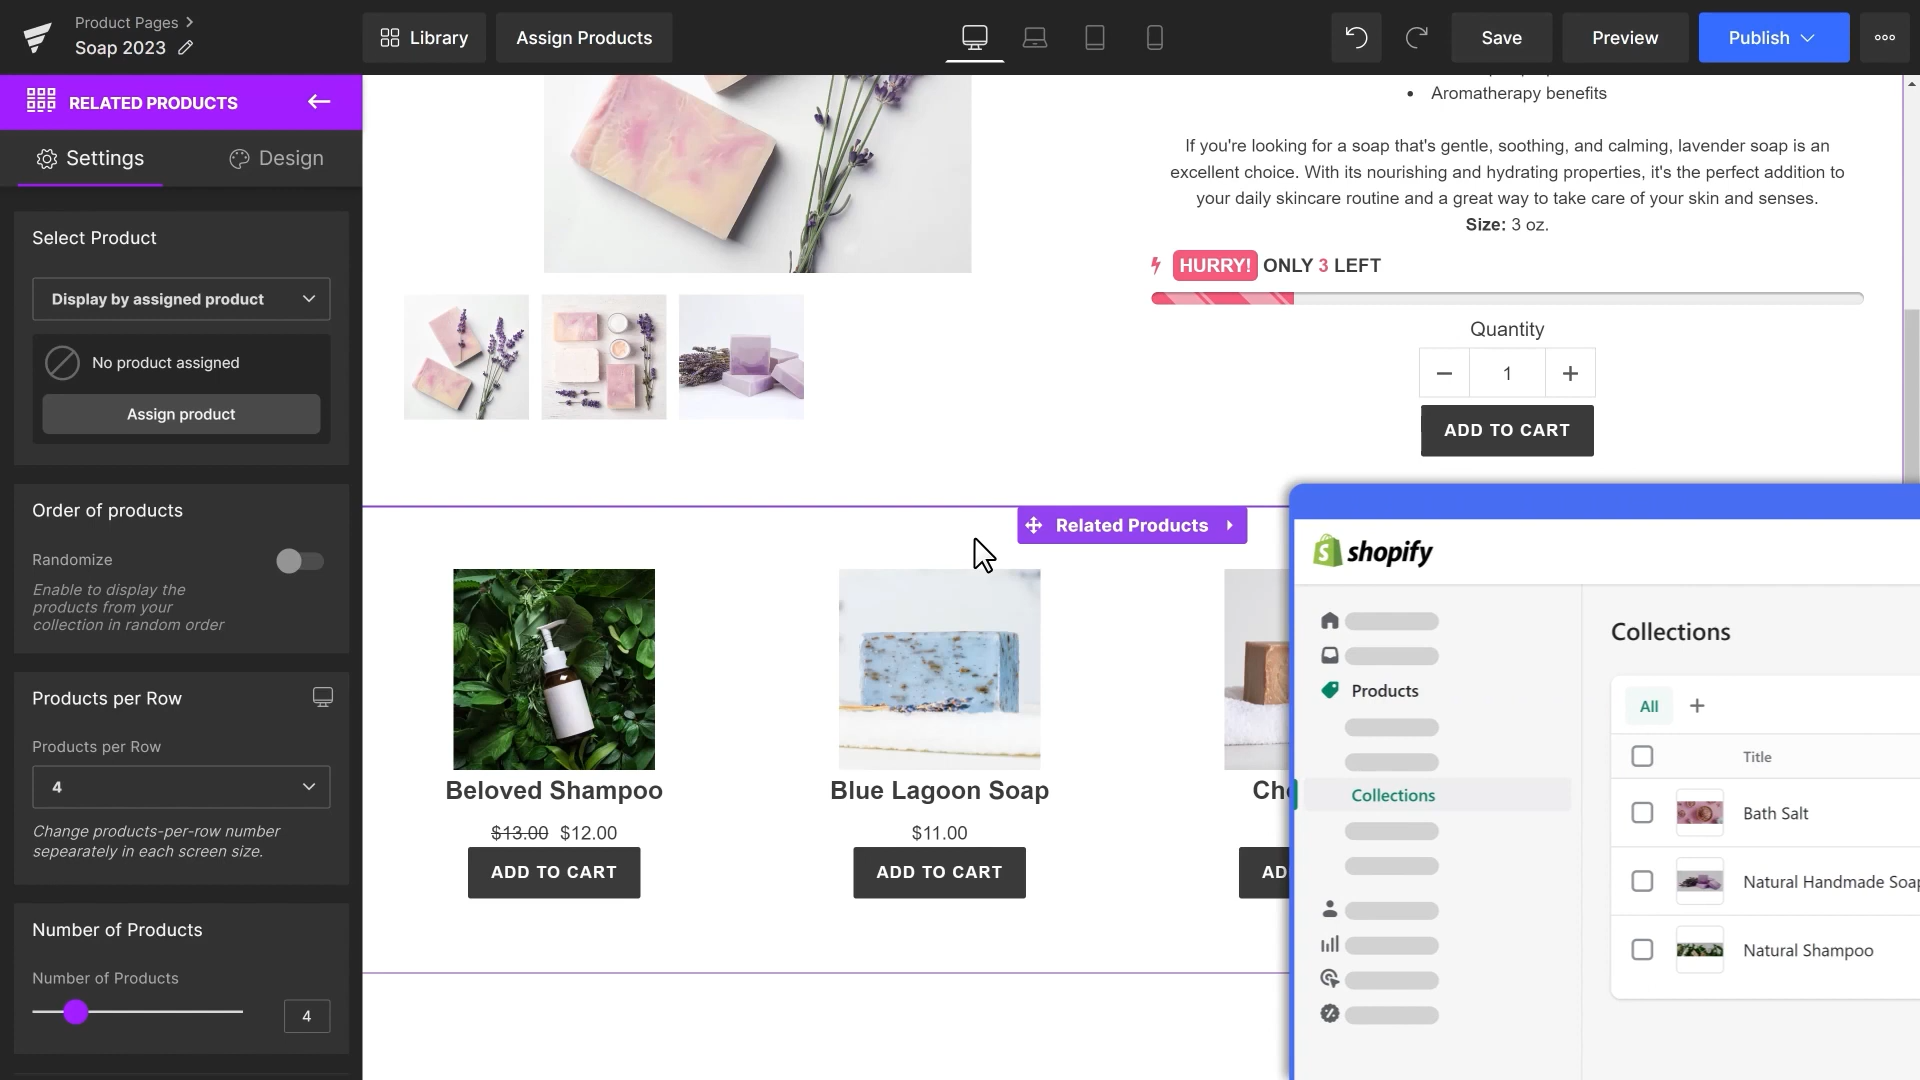 Product Pages
Soap 2023
Library
Assign Products
Save
Preview
Publish
RELATED PRODUCTS
Settings
Design
Select Product
Display by assigned product
No product assigned
Assign product
Order of products
Randomize
Enable to display the
products from your
collection in random order
Products per Row
Products per Row
4
Change products-per-row number
sepearately in each screen size.
Number of Products
Number of Products
4
• Aromatherapy benefits
If you're looking for a soap that's gentle, soothing, and calming, lavender soap is an
excellent choice. With its nourishing and hydrating properties, it's the perfect addition to
your daily skincare routine and a great way to take care of your skin and senses.
Size: 3 oz.
HURRY! ONLY 3 LEFT
Quantity
− 1 +
ADD TO CART
Related Products
Beloved Shampoo
$13.00 $12.00
ADD TO CART
Blue Lagoon Soap
$11.00
ADD TO CART
Ch
AD
shopify
Products
Collections
Collections
All +
Title
Bath Salt
Natural Handmade Soap
Natural Shampoo